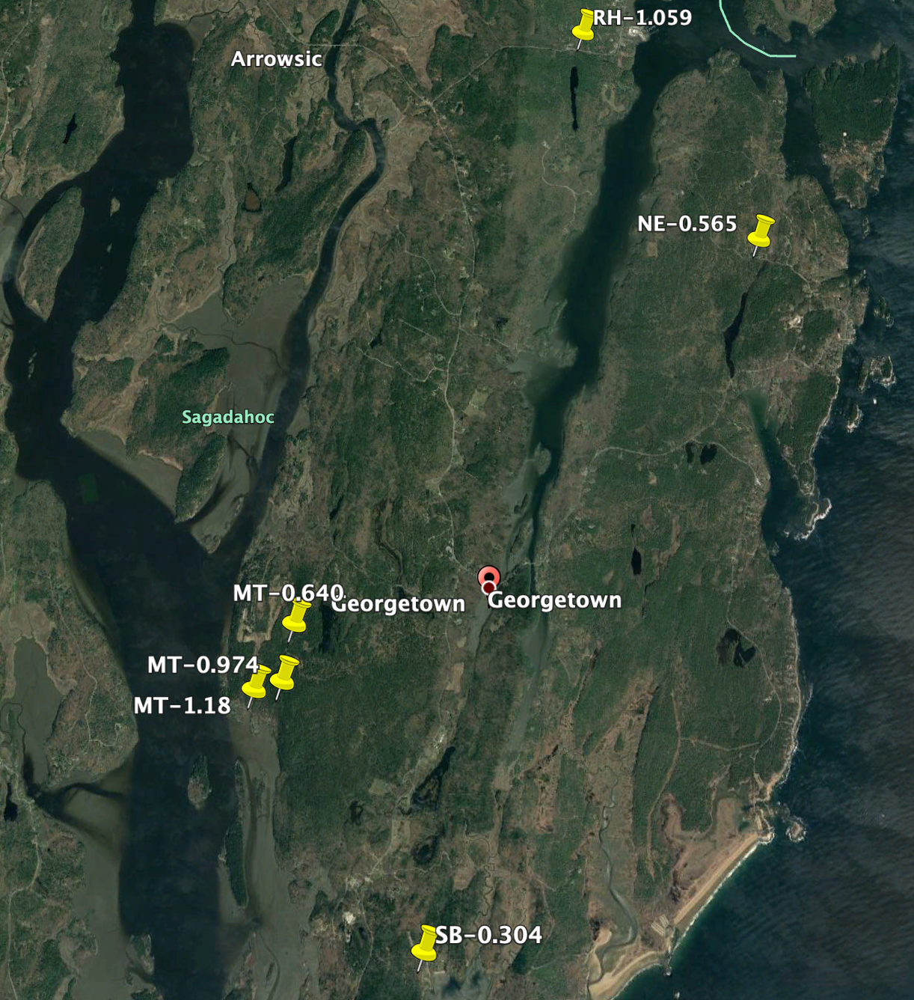 RH-1.059
Arrowsic
NE-0.565
Sagadahoc
MT-0.640
Georgetown
Georgetown
MT-0.974
MT-1.18
SB-0.304